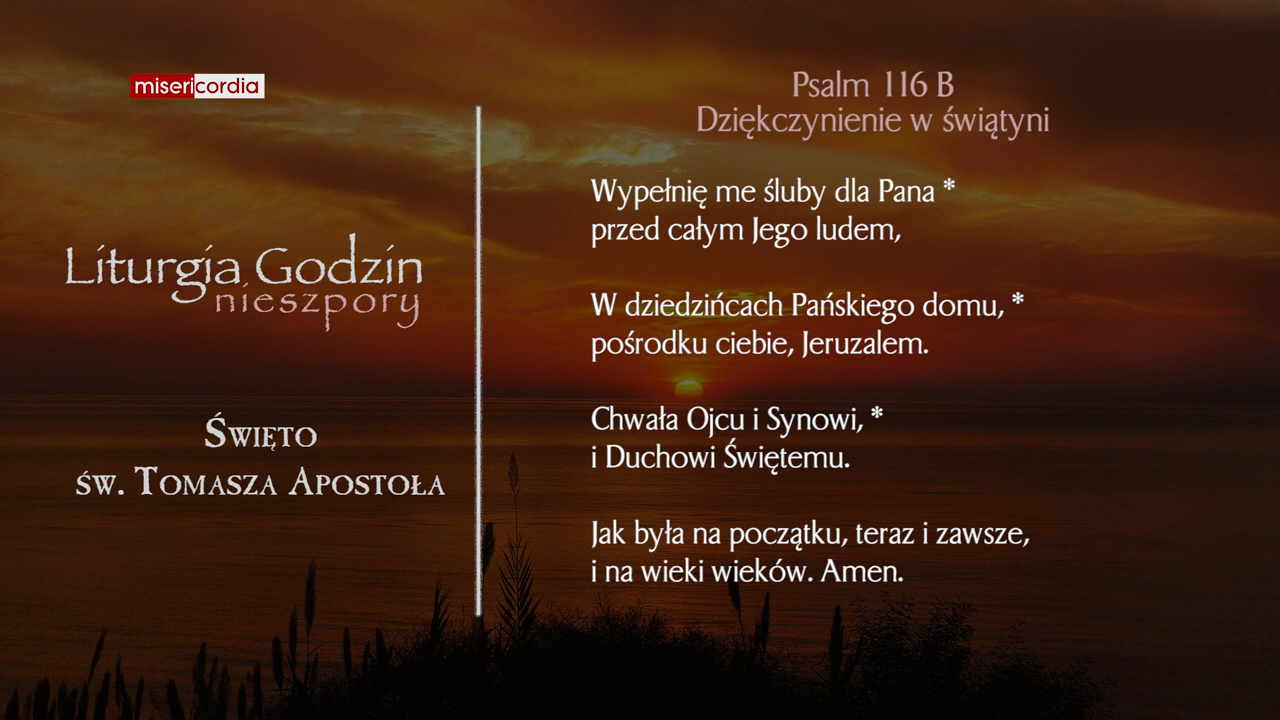 misericordia
Liturgia Godzin
nieszpory
Święto
św. Tomasza Apostoła
Psalm 116 B
Dziękczynienie w świątyni
Wypełnię me śluby dla Pana *
przed całym Jego ludem,
W dziedzińcach Pańskiego domu, *
pośrodku ciebie, Jeruzalem.
Chwała Ojcu i Synowi, *
i Duchowi Świętemu.
Jak była na początku, teraz i zawsze,
i na wieki wieków. Amen.